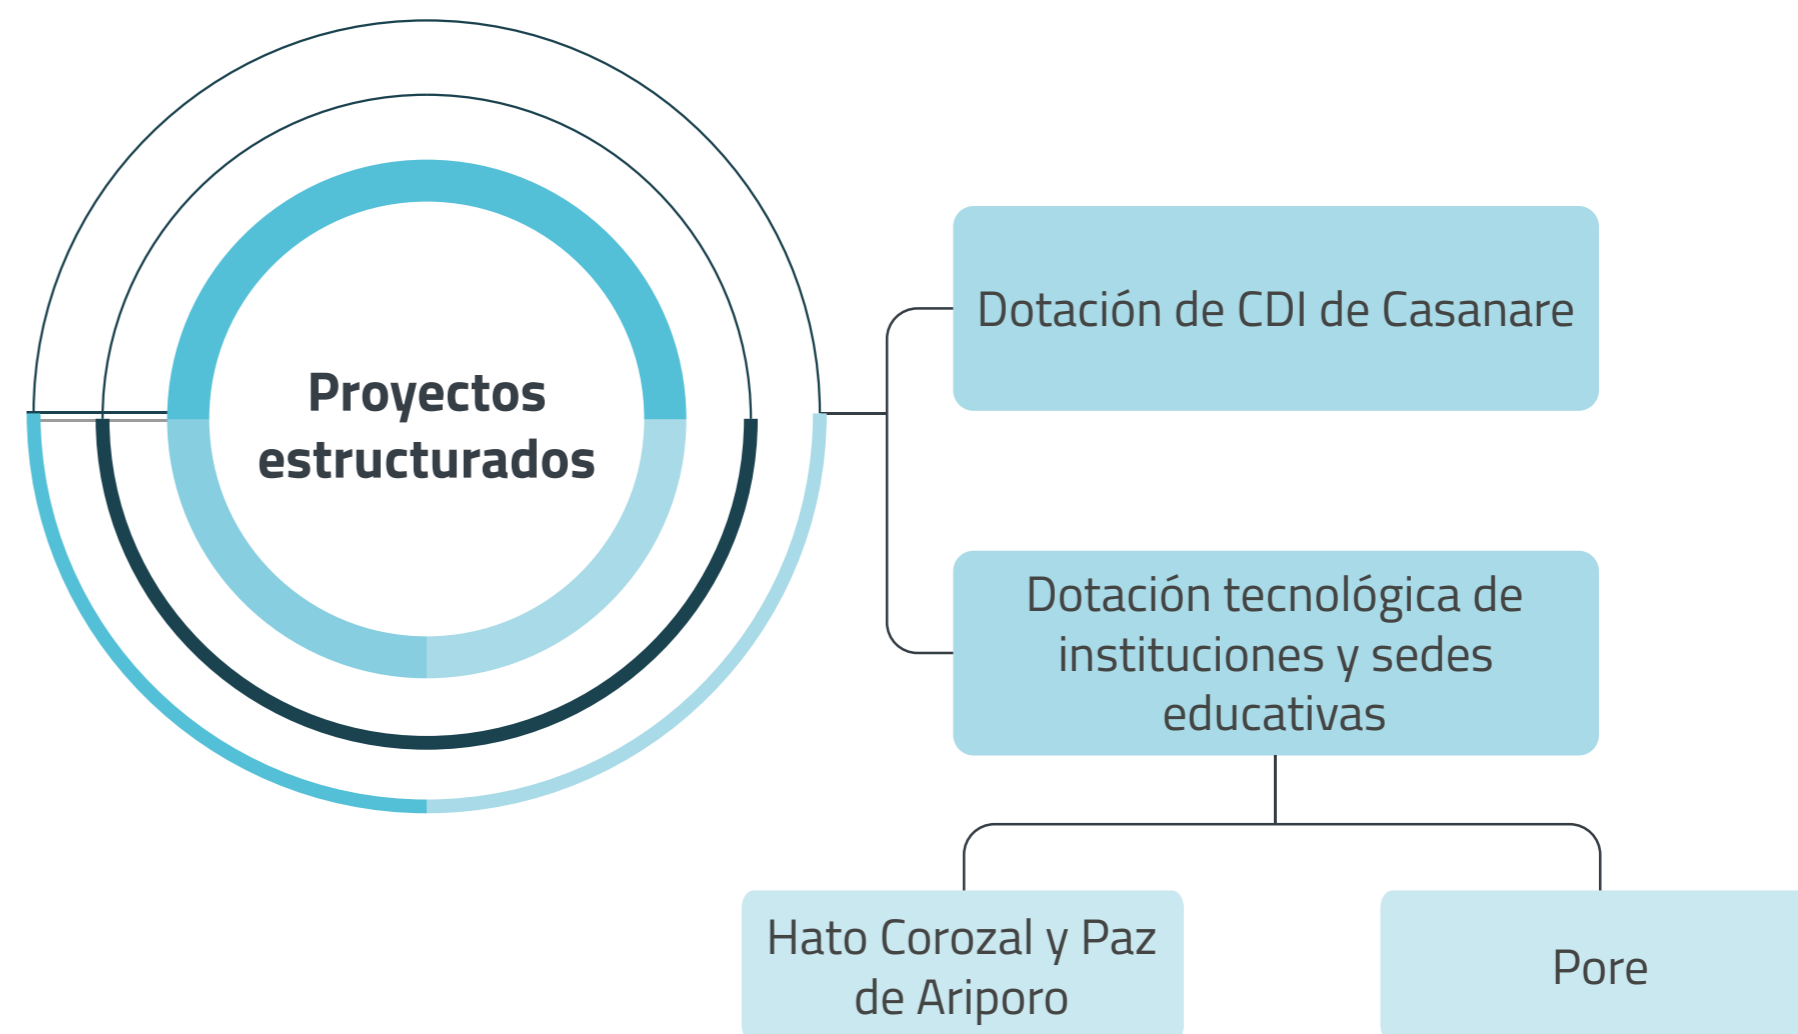 Proyectos
estructurados
Dotación de CDI de Casanare
Dotación tecnológica de
instituciones y sedes
educativas
Hato Corozal y Paz
de Ariporo
Pore